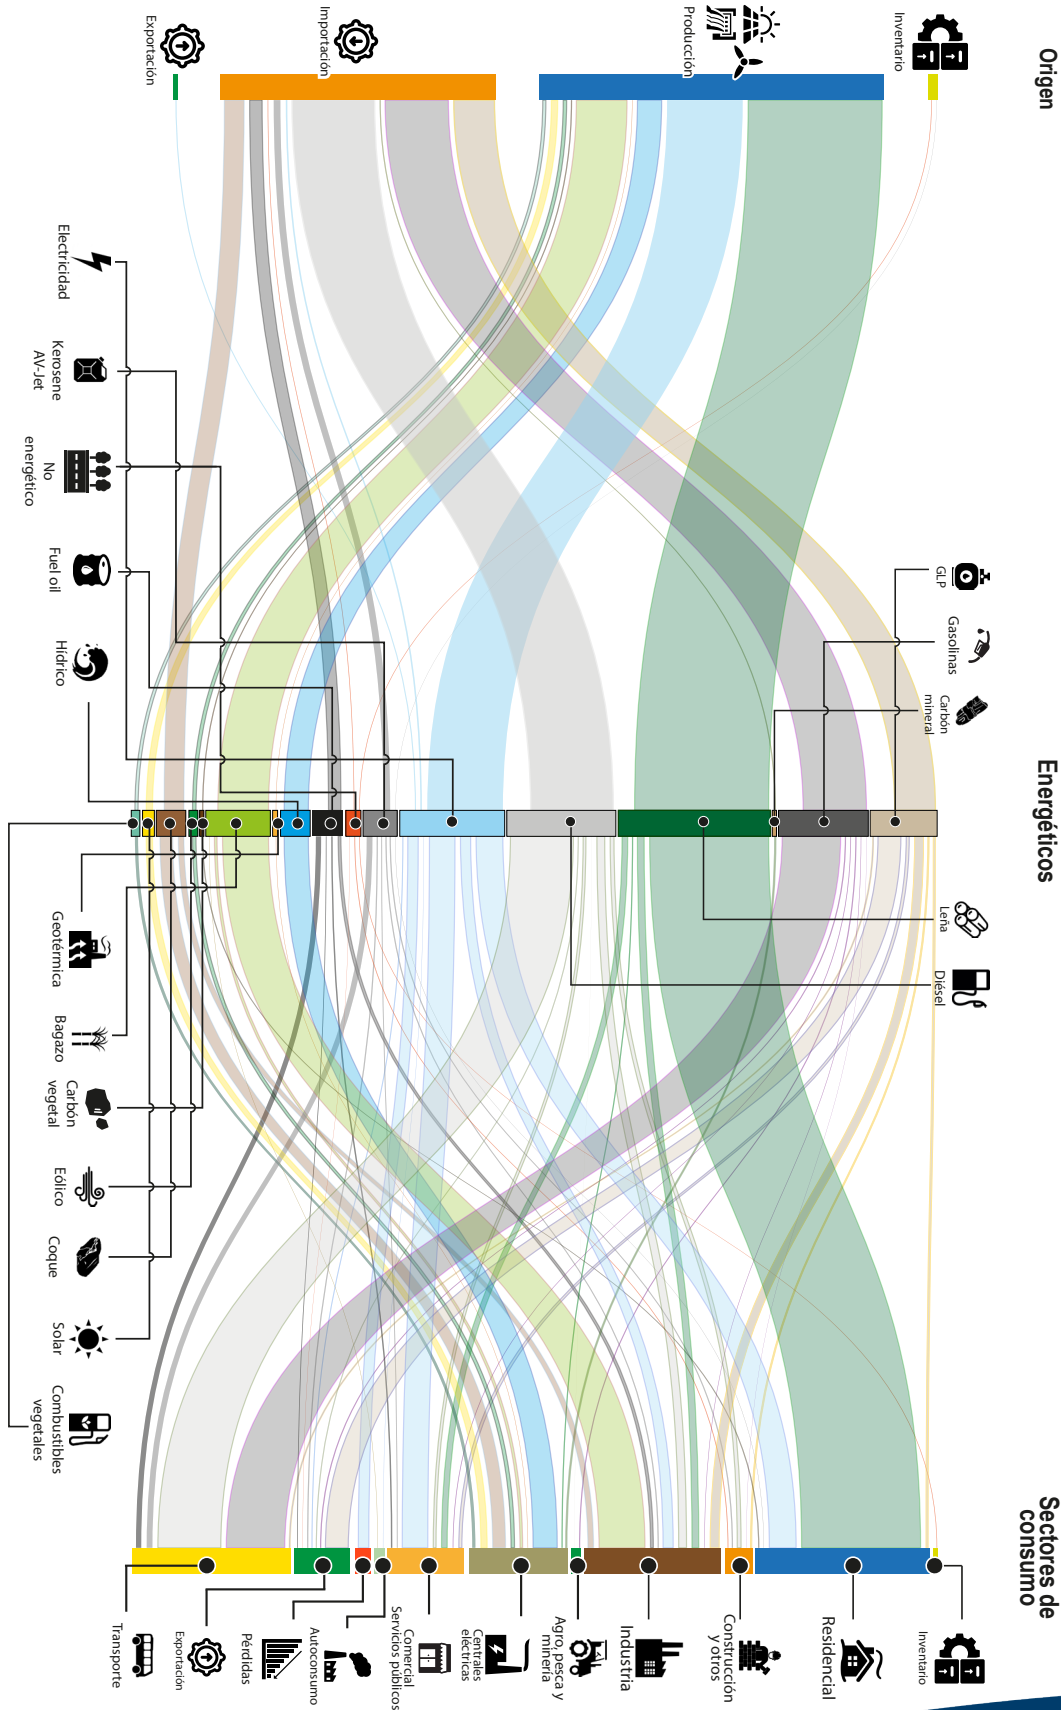 Origen
Inventario
Producción
Importación
Exportación
Energéticos
GLP
Gasolinas
Carbón
mineral
Leña
Diésel
Electricidad
Kerosene
AV-Jet
No
energético
Fuel oil
Hídrico
Geotérmica
Bagazo
Carbón
vegetal
Eólico
Coque
Solar
Combustibles
vegetales
Sectores de
consumo
Inventario
Residencial
Construcción
y otros
Industria
Agro, pesca y
minería
Centrales
eléctricas
Comercial
Servicios públicos
Autoconsumo
Pérdidas
Exportación
Transporte